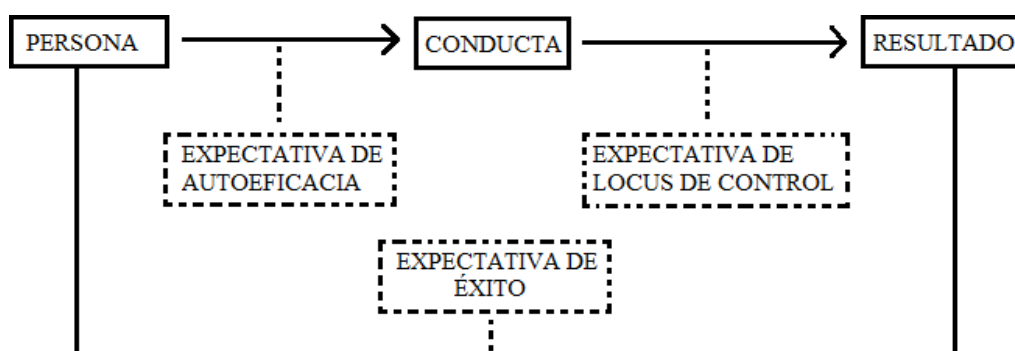 PERSONA
CONDUCTA
RESULTADO
EXPECTATIVA DE
AUTOEFICACIA
EXPECTATIVA DE
LOCUS DE CONTROL
EXPECTATIVA DE
ÉXITO